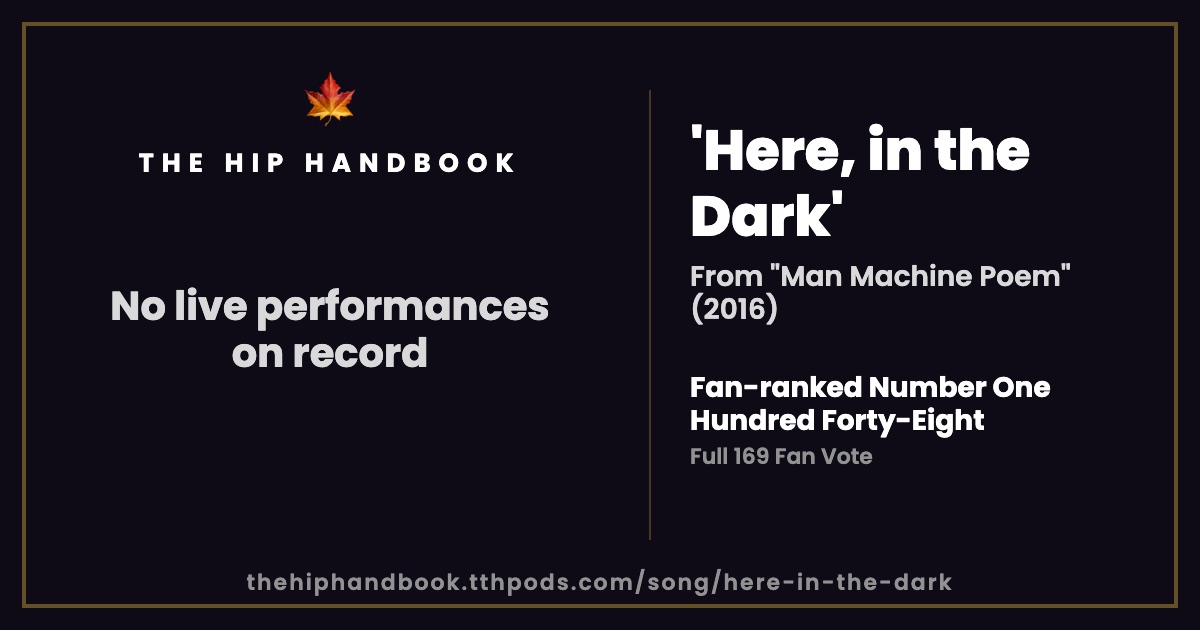 THE HIP HANDBOOK
No live performances
on record
'Here, in the
Dark'
From "Man Machine Poem"
(2016)
Fan-ranked Number One
Hundred Forty-Eight
Full 169 Fan Vote
thehiphandbook.tthpods.com/song/here-in-the-dark